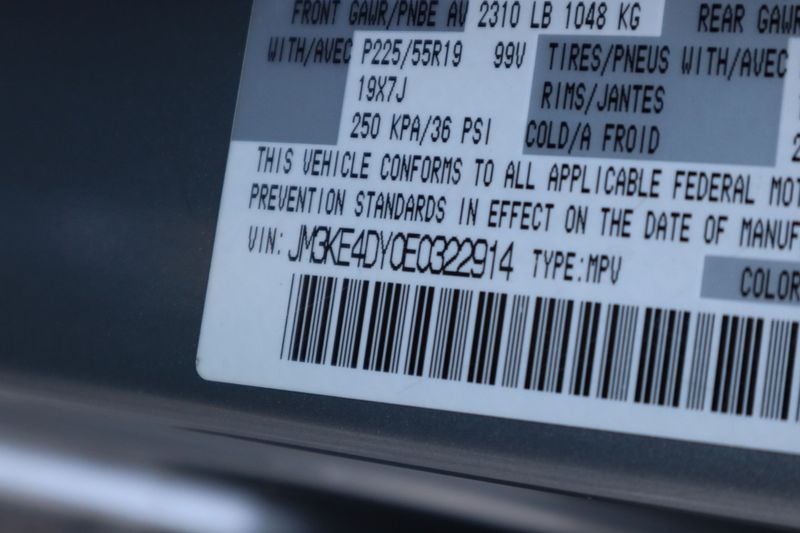 FRONT GAWR/PNBE AV 2310 LB 1048 KG REAR GAWR
WITH/AVEC P225/55R19 99V TIRES/PNEUS WITH/AVEC
19X7J RIMS/JANTES
250 KPA/36 PSI COLD/A FROID
THIS VEHICLE CONFORMS TO ALL APPLICABLE FEDERAL MOT
PREVENTION STANDARDS IN EFFECT ON THE DATE OF MANUF
VIN: JM3KE4DY0E0322914 TYPE:MPV COLOR